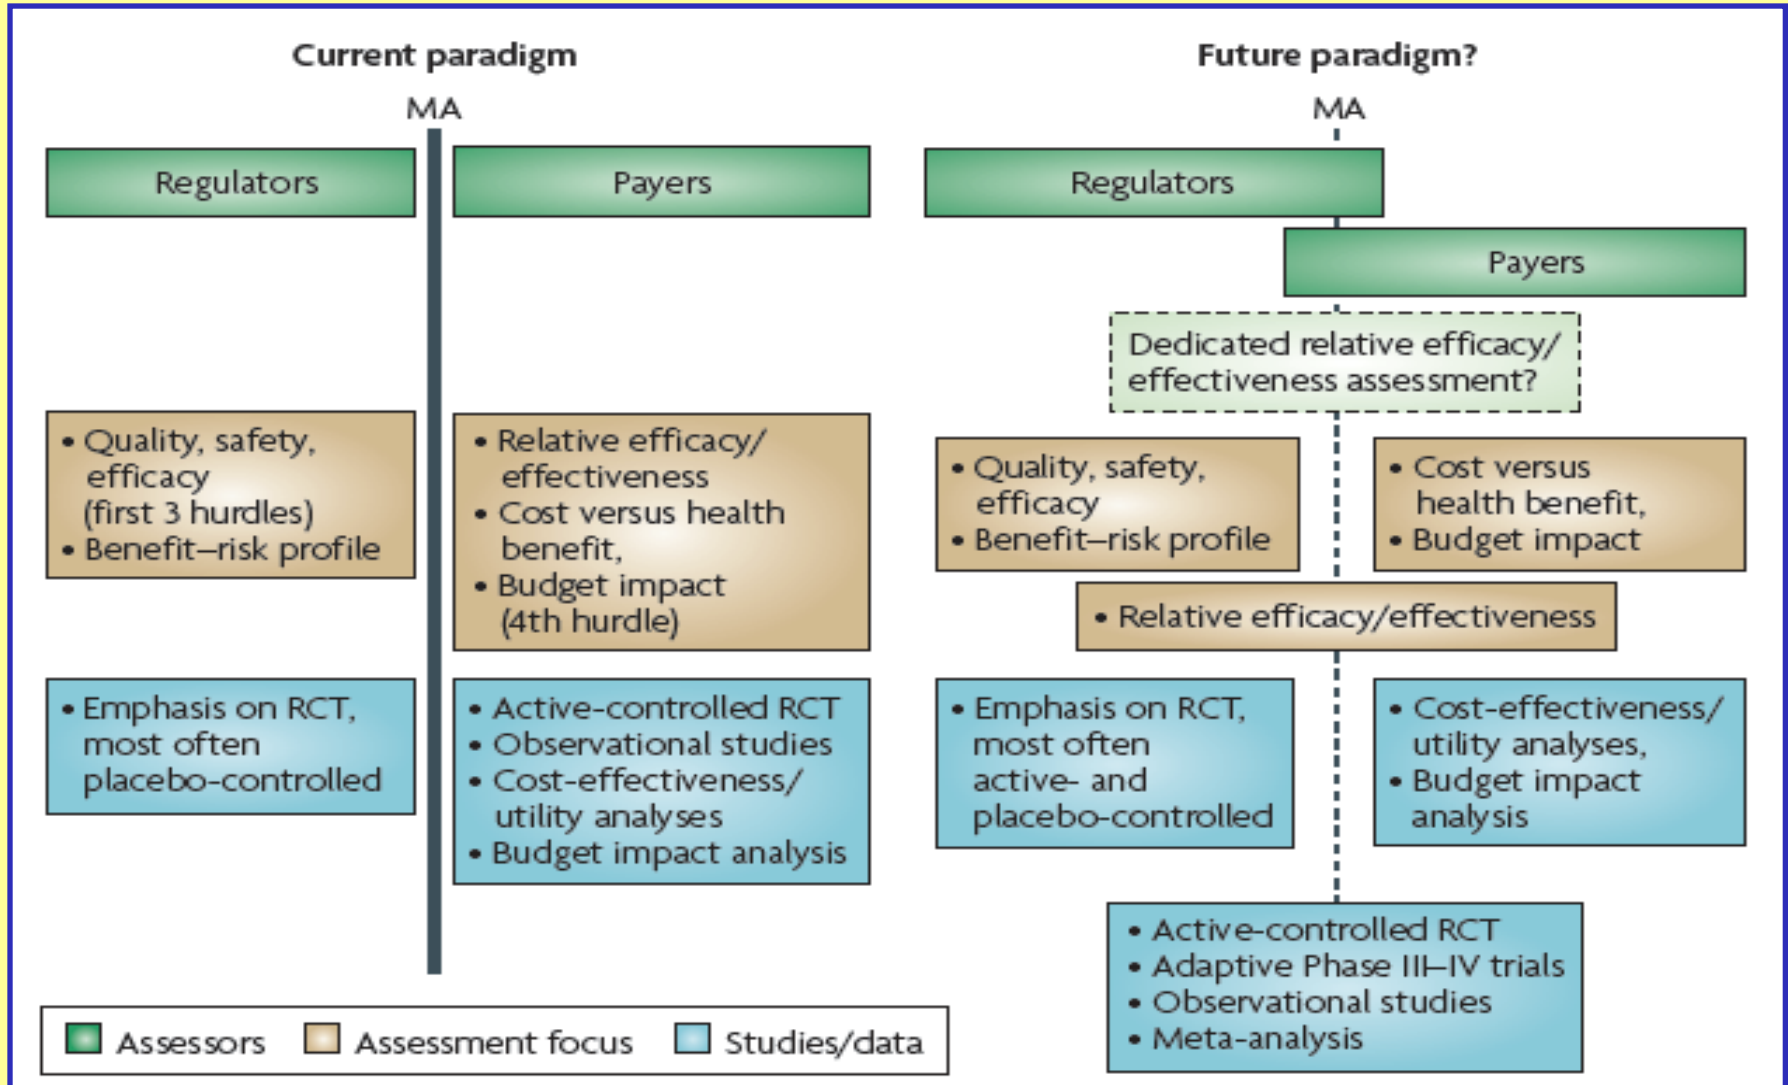 Current paradigm
MA
Regulators
Payers
• Quality, safety,
efficacy
(first 3 hurdles)
• Benefit–risk profile
• Relative efficacy/
effectiveness
• Cost versus health
benefit,
• Budget impact
(4th hurdle)
• Emphasis on RCT,
most often
placebo-controlled
• Active-controlled RCT
• Observational studies
• Cost-effectiveness/
utility analyses
• Budget impact analysis
Future paradigm?
MA
Regulators
Payers
Dedicated relative efficacy/
effectiveness assessment?
• Quality, safety,
efficacy
• Benefit–risk profile
• Cost versus
health benefit,
• Budget impact
• Relative efficacy/effectiveness
• Emphasis on RCT,
most often
active- and
placebo-controlled
• Cost-effectiveness/
utility analyses,
• Budget impact
analysis
• Active-controlled RCT
• Adaptive Phase III–IV trials
• Observational studies
• Meta-analysis
Assessors
Assessment focus
Studies/data